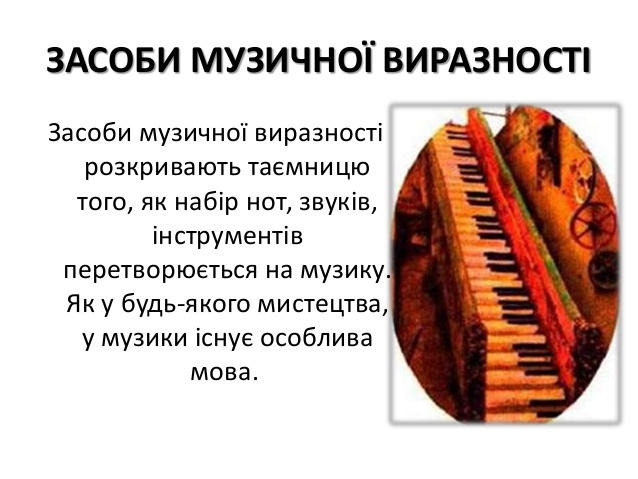 ЗАСОБИ МУЗИЧНОЇ ВИРАЗНОСТІ
Засоби музичної виразності
розкривають таємницю
того, як набір нот, звуків,
інструментів
перетворюється на музику.
Як у будь-якого мистецтва,
у музики існує особлива
мова.